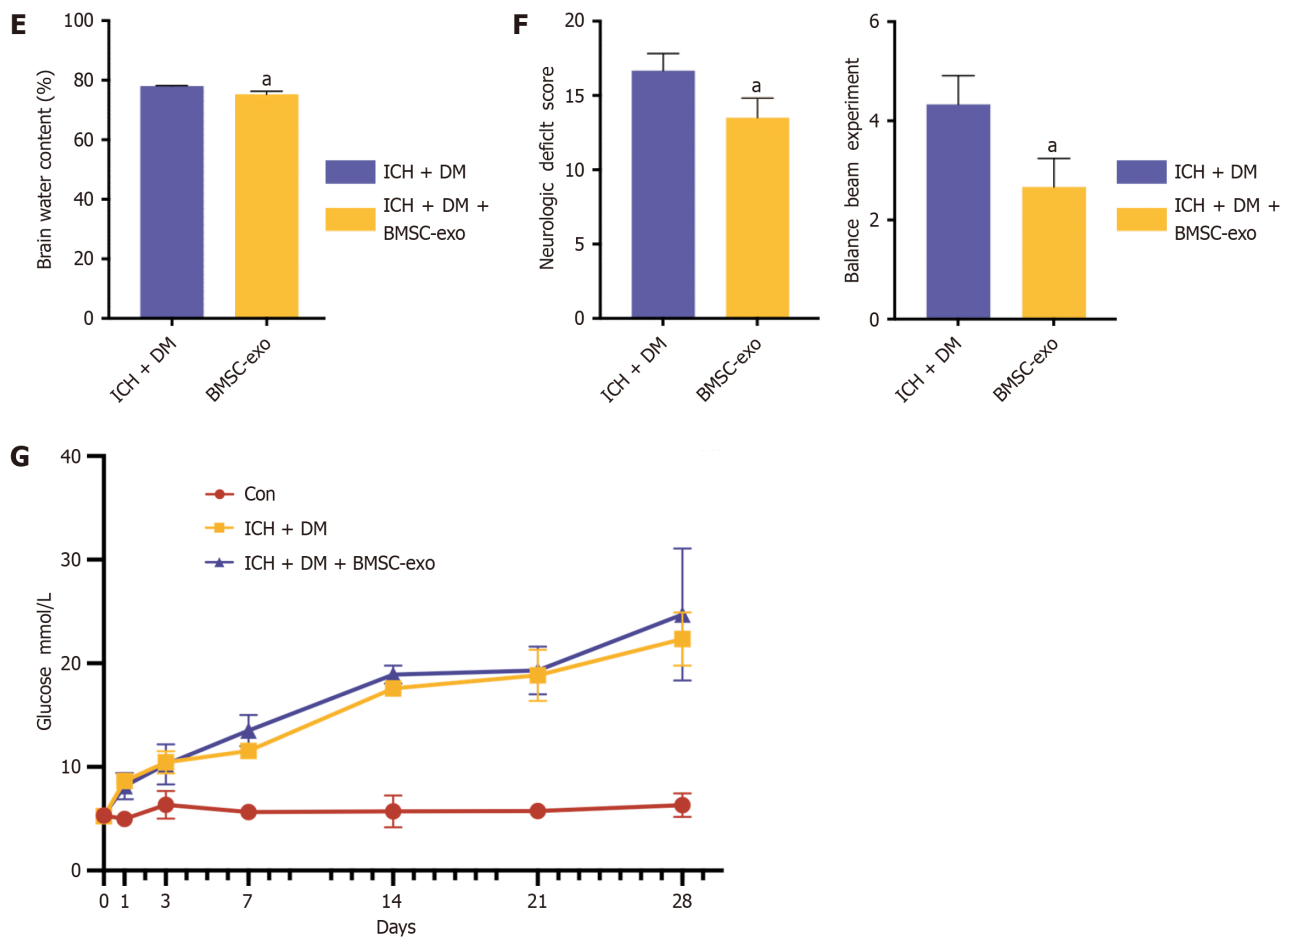 E
100
80
60
40
20
0
Brain water content (%)
a
ICH + DM
BMSC-exo
ICH + DM
ICH + DM +
BMSC-exo
F
20
15
10
5
0
Neurologic deficlt score
a
ICH + DM
BMSC-exo
6
4
2
0
Balance beam experiment
a
ICH + DM
BMSC-exo
ICH + DM
ICH + DM +
BMSC-exo
G
40
30
20
10
0
Glucose mmol/L
Con
ICH + DM
ICH + DM + BMSC-exo
0 1 3 7 14 21 28
Days